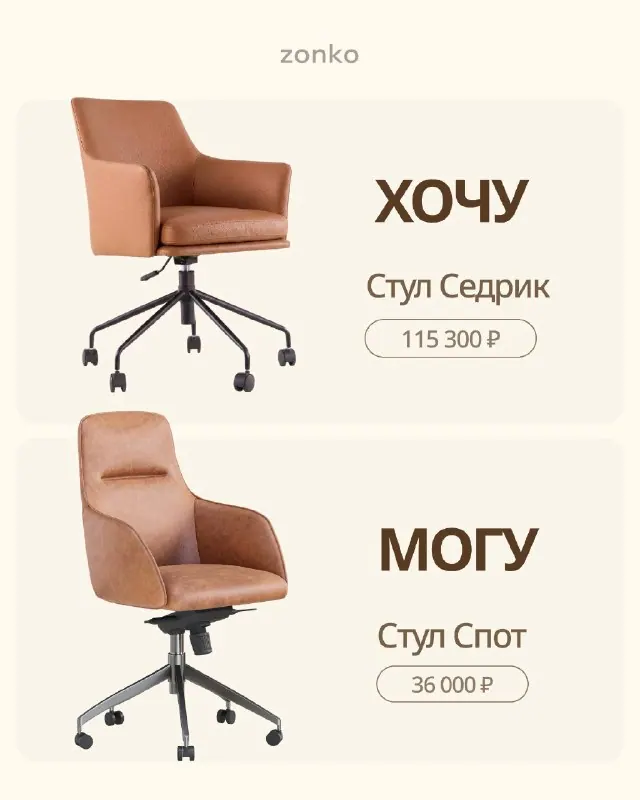 zonko
ХОЧУ
Стул Седрик
115 300 ₽
МОГУ
Стул Спот
36 000 ₽